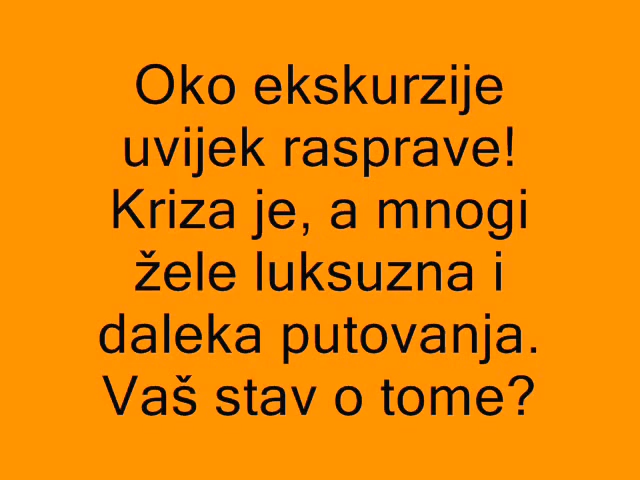 Oko ekskurzije
uvijek rasprave!
Kriza je, a mnogi
žele luksuzna i
daleka putovanja.
Vaš stav o tome?